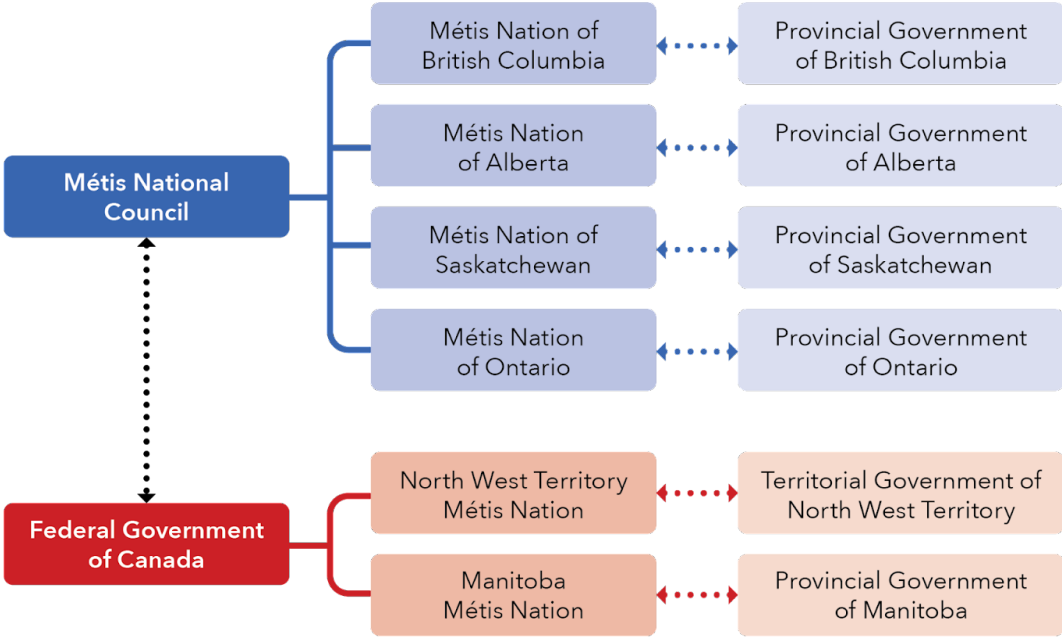 Métis Nation of
British Columbia
Provincial Government
of British Columbia
Métis Nation
of Alberta
Provincial Government
of Alberta
Métis National
Council
Métis Nation of
Saskatchewan
Provincial Government
of Saskatchewan
Métis Nation
of Ontario
Provincial Government
of Ontario
Federal Government
of Canada
North West Territory
Métis Nation
Territorial Government of
North West Territory
Manitoba
Métis Nation
Provincial Government
of Manitoba